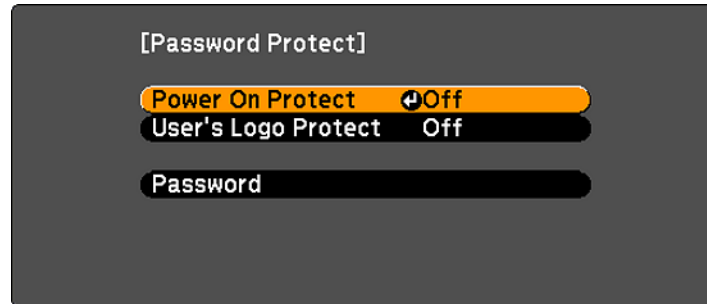 [Password Protect]
Power On Protect Off
User's Logo Protect Off
Password